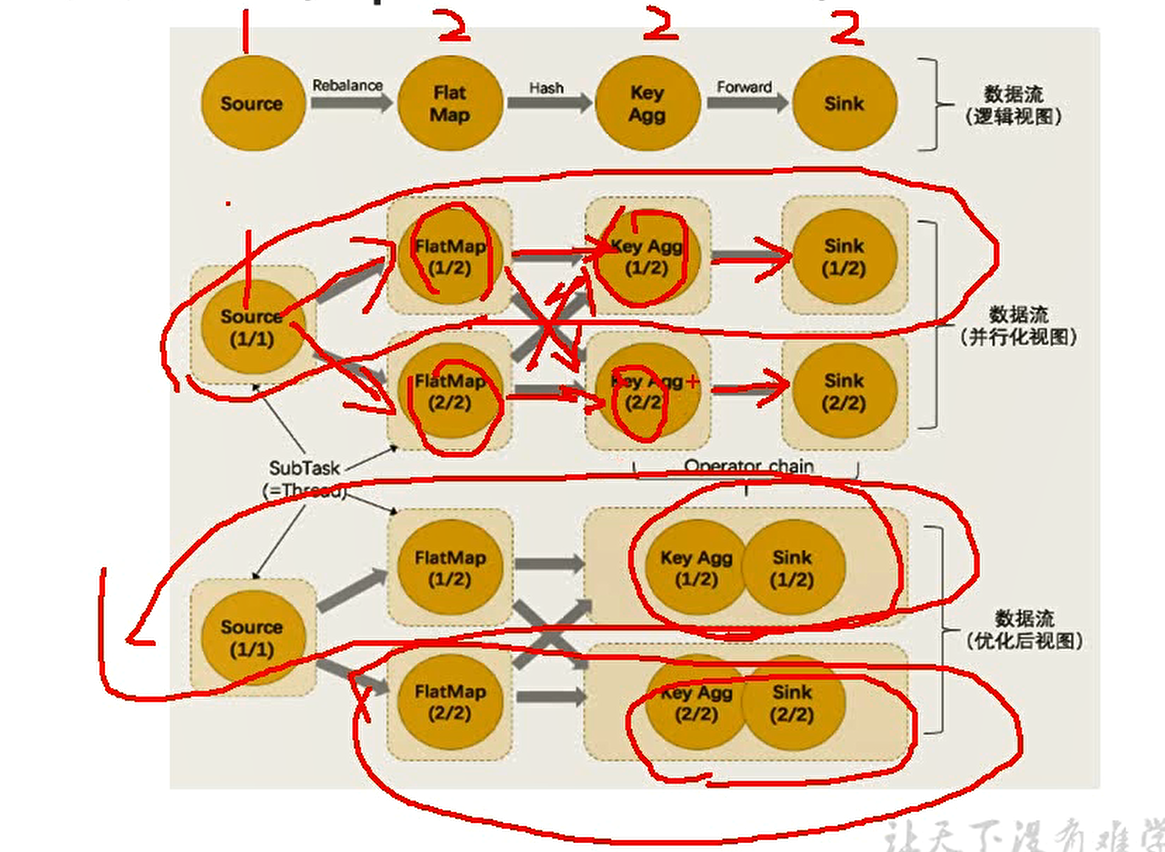 1 2 2 2
Source
Rebalance
Flat
Map
Hash
Key
Agg
Forward
Sink
数据流
(逻辑视图)
1
Source
(1/1)
FlatMap
(1/2)
Key Agg
(1/2)
Sink
(1/2)
FlatMap
(2/2)
Key Agg
(2/2)
Sink
(2/2)
数据流
(并行化视图)
SubTask
(=Thread)
Operator chain
Source
(1/1)
FlatMap
(1/2)
Key Agg
(1/2)
Sink
(1/2)
FlatMap
(2/2)
Key Agg
(2/2)
Sink
(2/2)
数据流
(优化后视图)
让天下没有难学